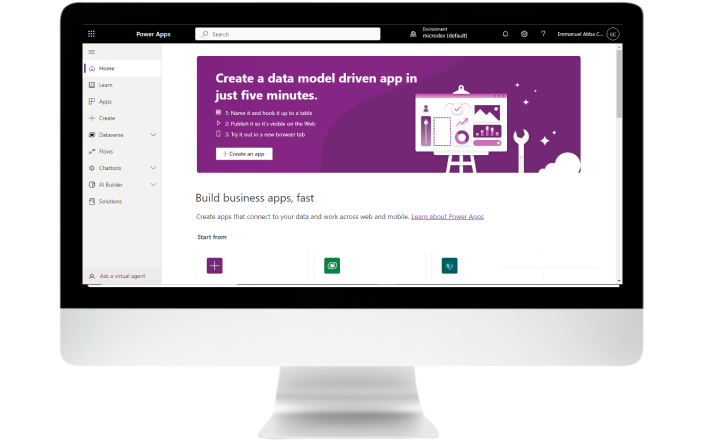 Power Apps
Search
Environment
microdev (default)
?
Emmanuel Abba C...
EC
Home
Learn
Apps
Create
Dataverse
Flows
Chatbots
AI Builder
Solutions
Ask a virtual agent
Create a data model driven app in
just five minutes.
1: Name it and hook it up to a table
2: Publish it so it's visible on the Web
3: Try it out in a new browser tab
+ Create an app
Build business apps, fast
Create apps that connect to your data and work across web and mobile. Learn about Power Apps
Start from